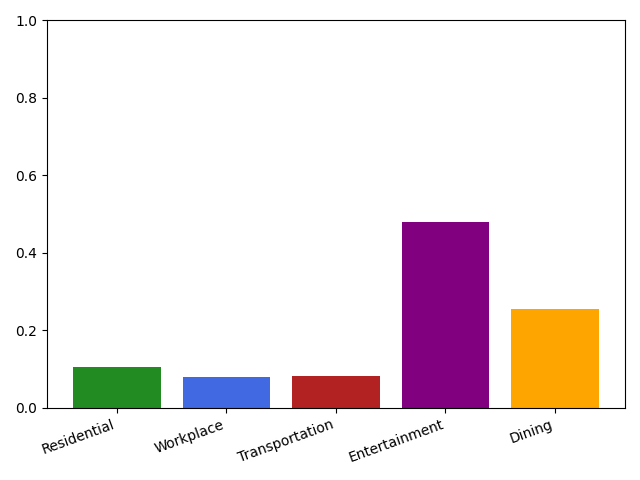 1.0
0.8
0.6
0.4
0.2
0.0
Residential
Workplace
Transportation
Entertainment
Dining